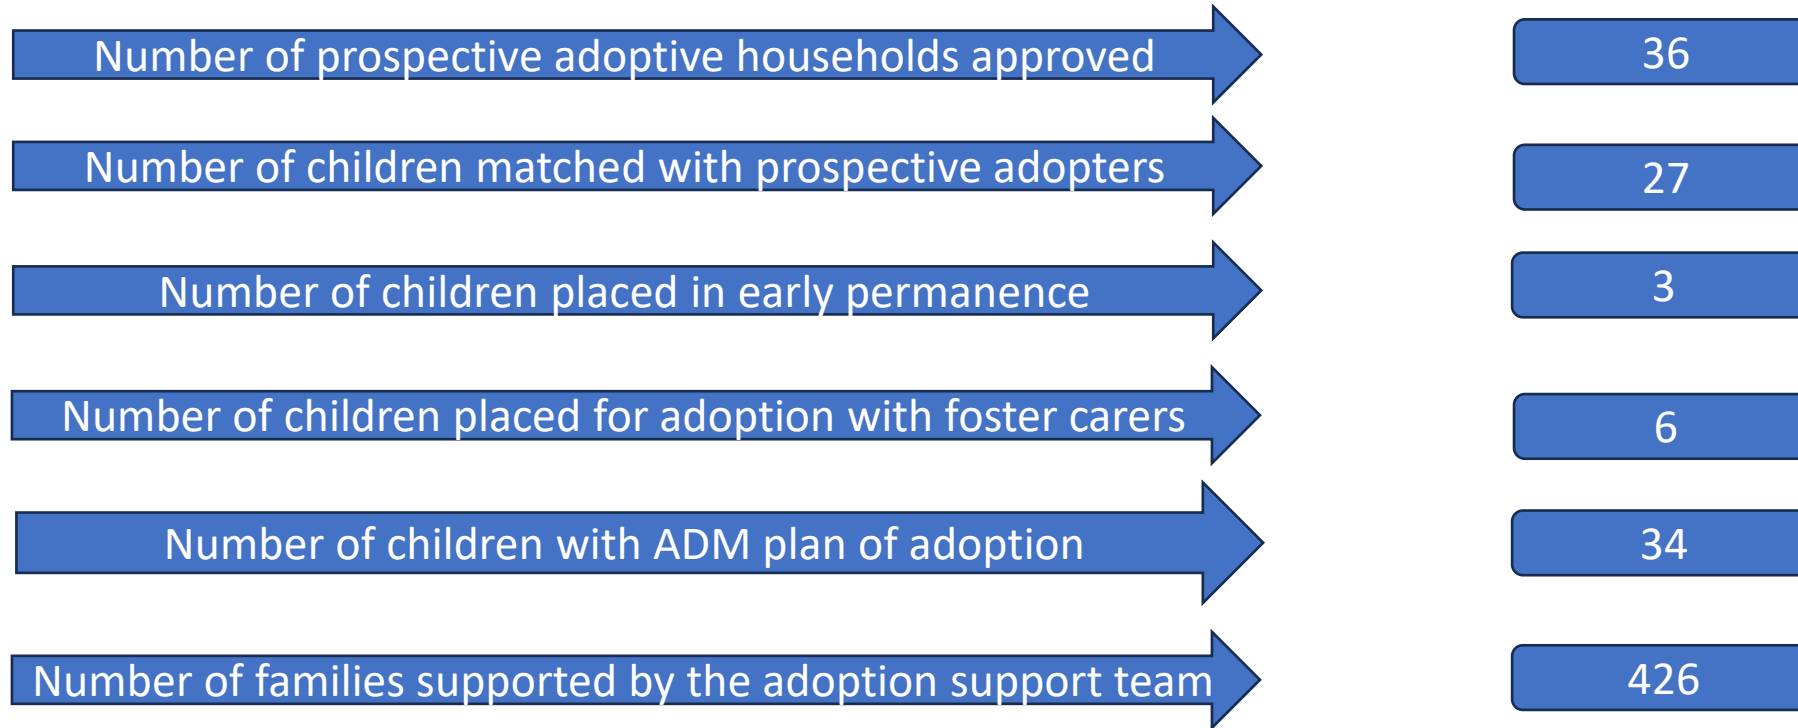 Number of prospective adoptive households approved
36
Number of children matched with prospective adopters
27
Number of children placed in early permanence
3
Number of children placed for adoption with foster carers
6
Number of children with ADM plan of adoption
34
Number of families supported by the adoption support team
426